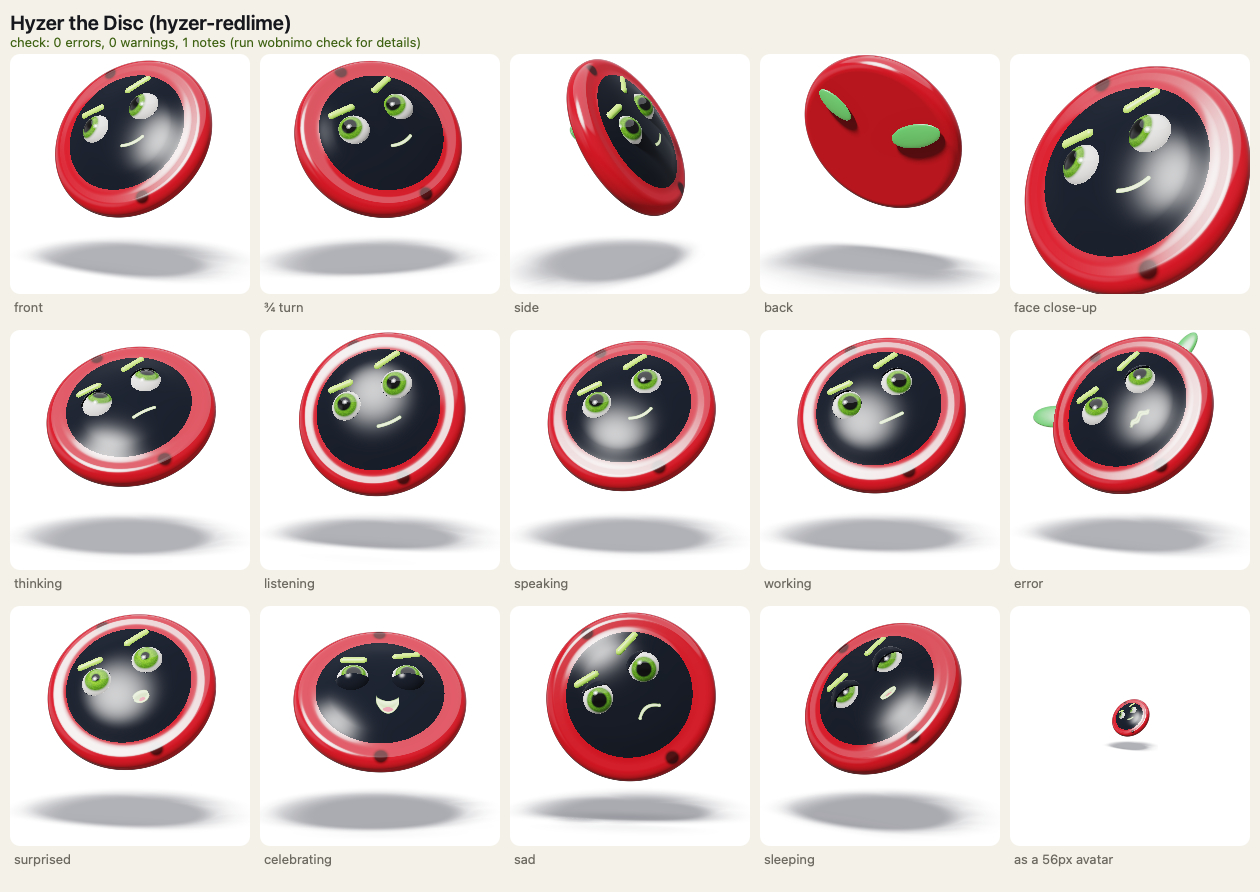 Hyzer the Disc (hyzer-redlime)
check: 0 errors, 0 warnings, 1 notes (run wobnimo check for details)
front
¾ turn
side
back
face close-up
thinking
listening
speaking
working
error
surprised
celebrating
sad
sleeping
as a 56px avatar